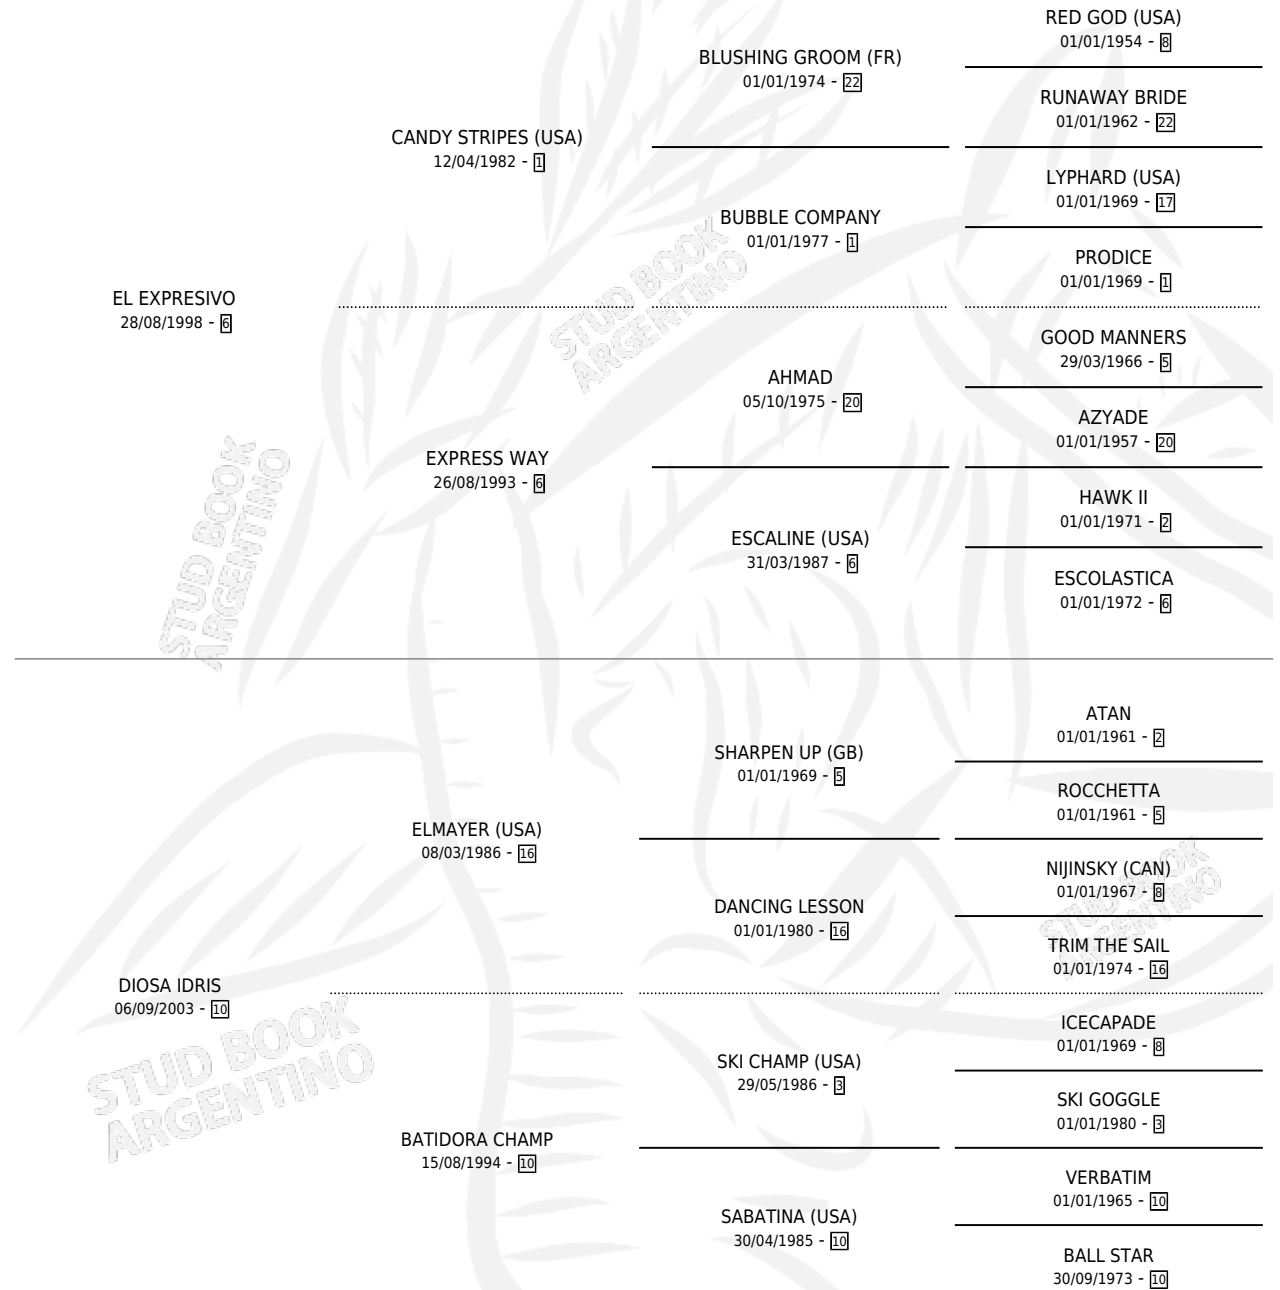 RED GOD (USA)
01/01/1954 - 8
BLUSHING GROOM (FR)
01/01/1974 - 22
RUNAWAY BRIDE
01/01/1962 - 22
CANDY STRIPES (USA)
12/04/1982 - 1
LYPHARD (USA)
01/01/1969 - 17
BUBBLE COMPANY
01/01/1977 - 1
PRODICE
01/01/1969 - 1
EL EXPRESIVO
28/08/1998 - 6
GOOD MANNERS
29/03/1966 - 5
AHMAD
05/10/1975 - 20
AZYADE
01/01/1957 - 20
EXPRESS WAY
26/08/1993 - 6
HAWK II
01/01/1971 - 2
ESCALINE (USA)
31/03/1987 - 6
ESCOLASTICA
01/01/1972 - 6
STUD BOOK
ARGENTINO
STUD BOOK
ARGENTINO
ATAN
01/01/1961 - 2
SHARPEN UP (GB)
01/01/1969 - 5
ROCCHETTA
01/01/1961 - 5
ELMAYER (USA)
08/03/1986 - 16
NIJINSKY (CAN)
01/01/1967 - 8
DANCING LESSON
01/01/1980 - 16
TRIM THE SAIL
01/01/1974 - 16
DIOSA IDRIS
06/09/2003 - 10
ICECAPADE
01/01/1969 - 8
SKI CHAMP (USA)
29/05/1986 - 3
SKI GOGGLE
01/01/1980 - 3
BATIDORA CHAMP
15/08/1994 - 10
VERBATIM
01/01/1965 - 10
SABATINA (USA)
30/04/1985 - 10
BALL STAR
30/09/1973 - 10
STUD BOOK
ARGENTINO
STUD BOOK
ARGENTINO